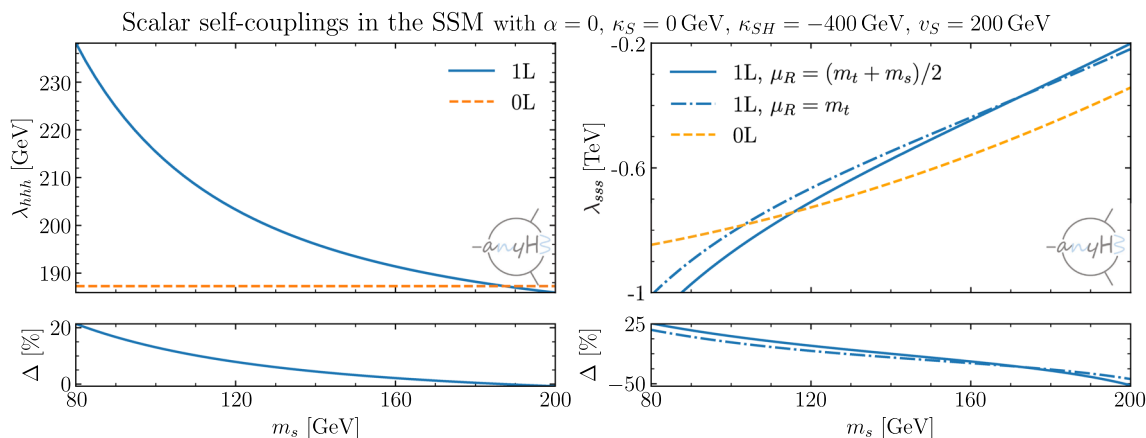 Scalar self-couplings in the SSM with α = 0, κ_S = 0 GeV, κ_SH = −400 GeV, v_S = 200 GeV
λ_hhh [GeV]
230
220
210
200
190
1L
0L
-anyH3
Δ [%]
20
0
80 120 160 200
m_s [GeV]
λ_sss [TeV]
-0.2
-0.6
-1
1L, μ_R = (m_t + m_s)/2
1L, μ_R = m_t
0L
-anyH3
Δ [%]
25
−50
80 120 160 200
m_s [GeV]